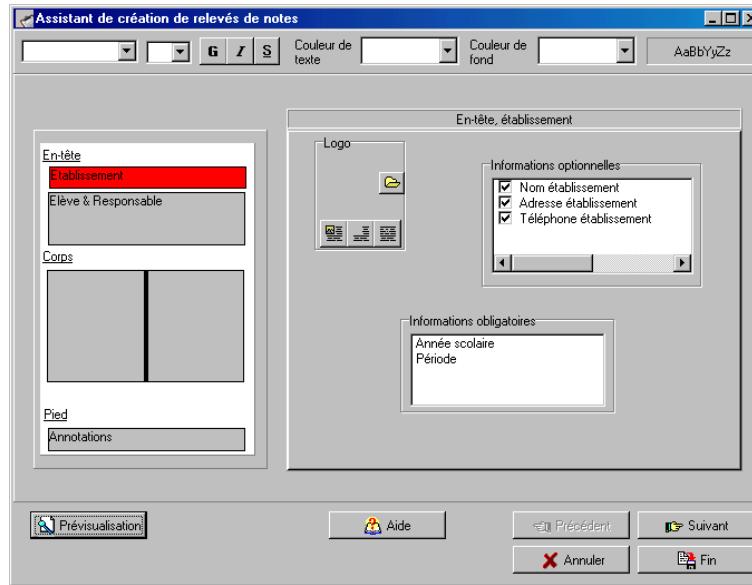 Assistant de création de relevés de notes
G I S
Couleur de texte
Couleur de fond
AaBbYyZz
En-tête
Etablissement
Elève & Responsable
Corps
Pied
Annotations
En-tête, établissement
Logo
Informations optionnelles
Nom établissement
Adresse établissement
Téléphone établissement
Informations obligatoires
Année scolaire
Période
Prévisualisation
Aide
Précédent
Suivant
Annuler
Fin